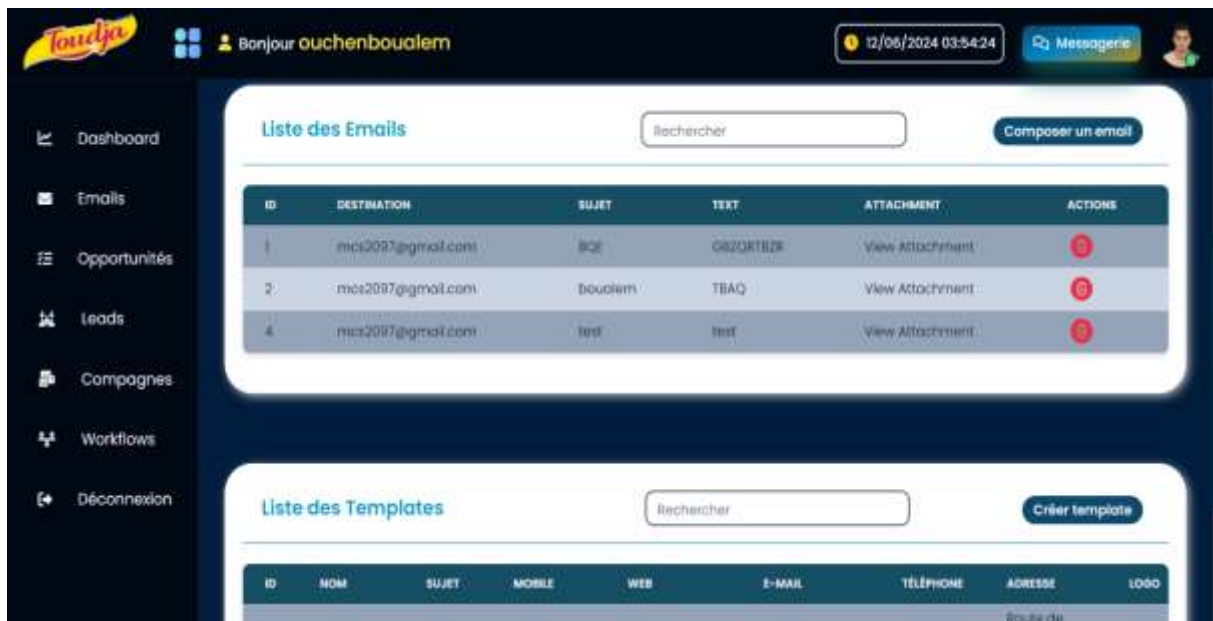 Toudja
Bonjour ouchenboualem
12/06/2024 03:54:24
Messagerie
Dashboard
Emails
Opportunités
Leads
Compagnes
Workflows
Déconnexion
Liste des Emails
Rechercher
Composer un email
ID DESTINATION SUJET TEXT ATTACHMENT ACTIONS
1 mcs2097@gmail.com View Attachment
2 mcs2097@gmail.com boualem TBAQ View Attachment
4 mcs2097@gmail.com test test View Attachment
Liste des Templates
Rechercher
Créer template
ID NOM SUJET MOBILE WEB E-MAIL TÉLÉPHONE ADRESSE LOGO
Route de